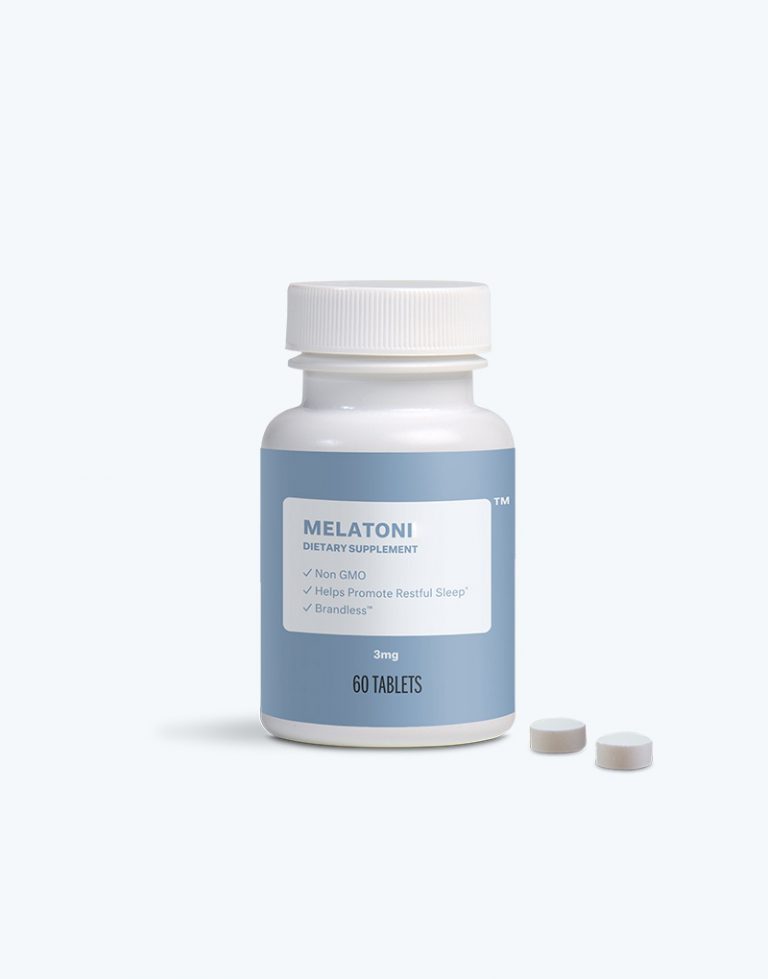 ™
MELATONI
DIETARY SUPPLEMENT
✓ Non GMO
✓ Helps Promote Restful Sleep*
✓ Brandless™
3mg
60 TABLETS